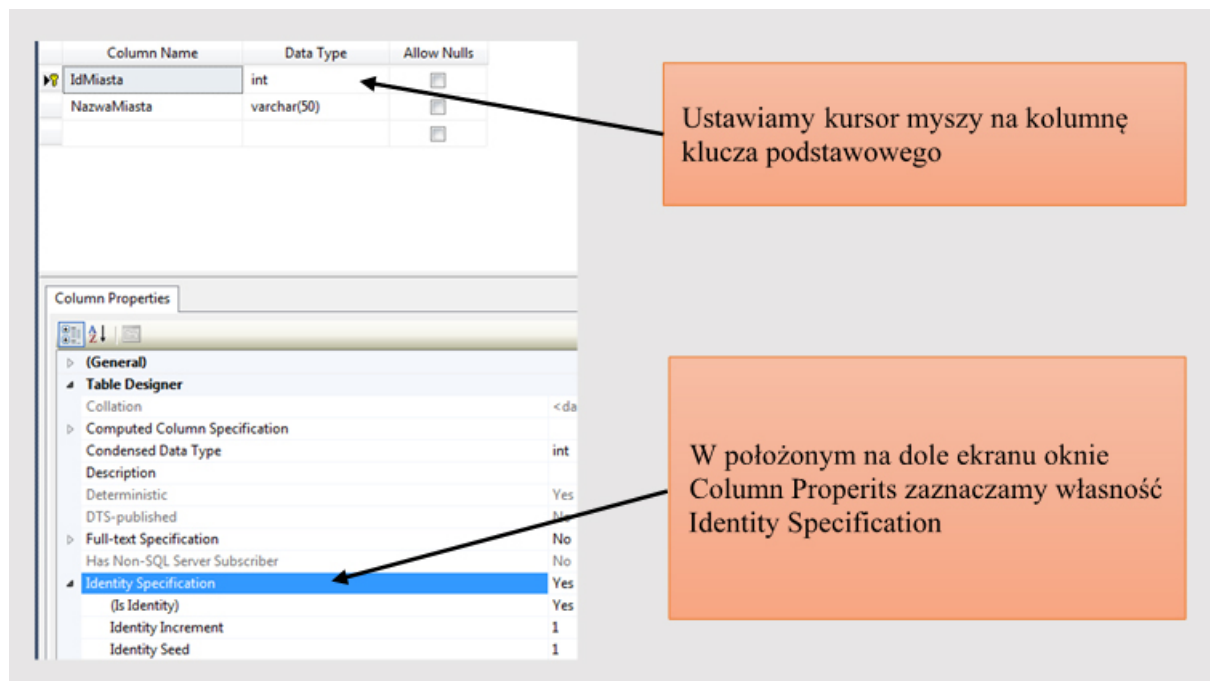 Column Name Data Type Allow Nulls
IdMiasta int
NazwaMiasta varchar(50)
Ustawiamy kursor myszy na kolumnę
klucza podstawowego
Column Properties
(General)
Table Designer
Collation <da
Computed Column Specification
Condensed Data Type int
Description
Deterministic Yes
DTS-published No
Full-text Specification No
Has Non-SQL Server Subscriber No
Identity Specification Yes
(Is Identity) Yes
Identity Increment 1
Identity Seed 1
W położonym na dole ekranu oknie
Column Properits zaznaczamy własność
Identity Specification